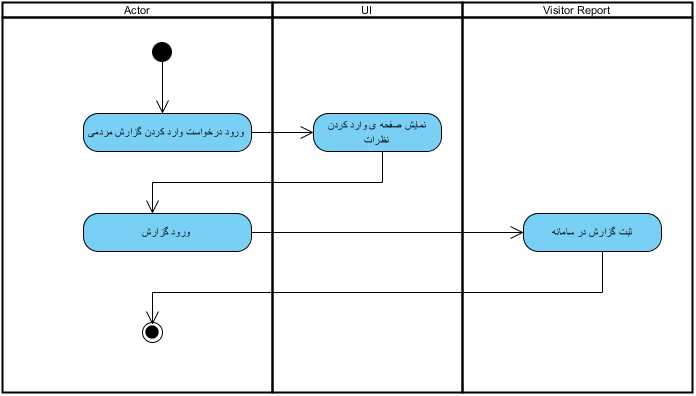 Actor
UI
Visitor Report
ورود درخواست وارد کردن گزارش مردمی
نمایش صفحه ی وارد کردن
نظرات
ورود گزارش
ثبت گزارش در سامانه